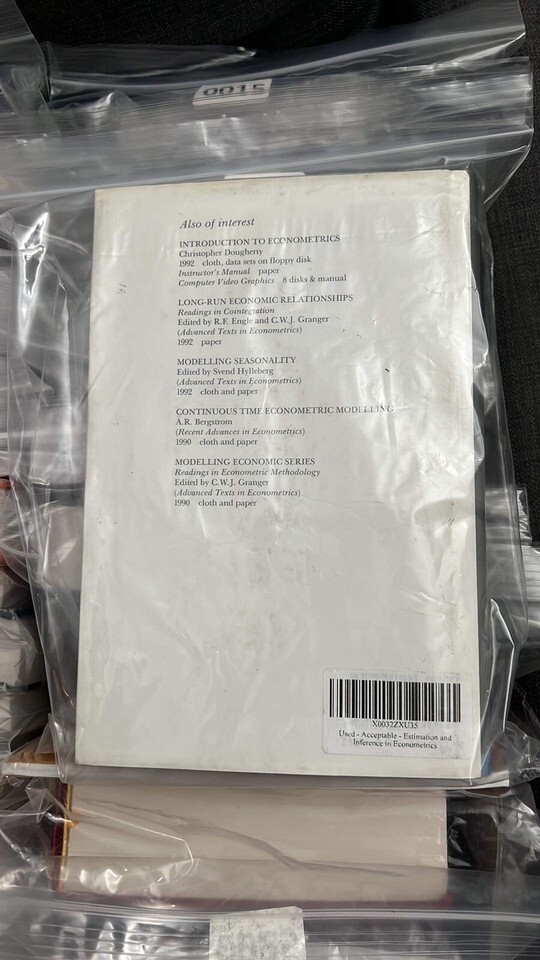 0015
Also of interest
INTRODUCTION TO ECONOMETRICS
Christopher Dougherty
1992 cloth, data sets on floppy disk
Instructor's Manual paper
Computer Video Graphics 8 disks & manual
LONG-RUN ECONOMIC RELATIONSHIPS
Readings in Cointegration
Edited by R.F. Engle and C.W.J. Granger
(Advanced Texts in Econometrics)
1992 paper
MODELLING SEASONALITY
Edited by Svend Hylleberg
(Advanced Texts in Econometrics)
1992 cloth and paper
CONTINUOUS TIME ECONOMETRIC MODELLING
A.R. Bergstrom
(Recent Advances in Econometrics)
1990 cloth and paper
MODELLING ECONOMIC SERIES
Readings in Econometric Methodology
Edited by C.W.J. Granger
(Advanced Texts in Econometrics)
1990 cloth and paper
X0032ZXU35
Used - Acceptable - Estimation and
Inference in Econometrics